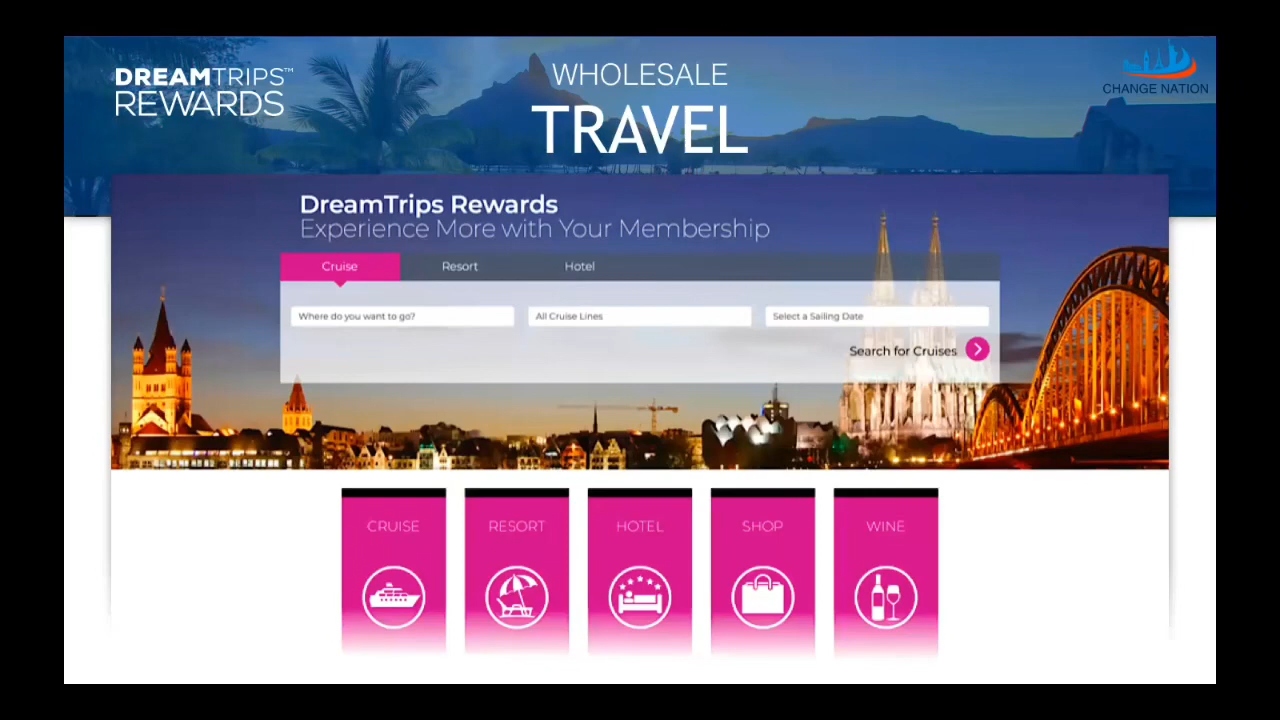 DREAMTRIPS™
REWARDS
WHOLESALE
TRAVEL
CHANGE NATION
DreamTrips Rewards
Experience More with Your Membership
Cruise
Resort
Hotel
Where do you want to go?
All Cruise Lines
Select a Sailing Date
Search for Cruises
CRUISE
RESORT
HOTEL
SHOP
WINE